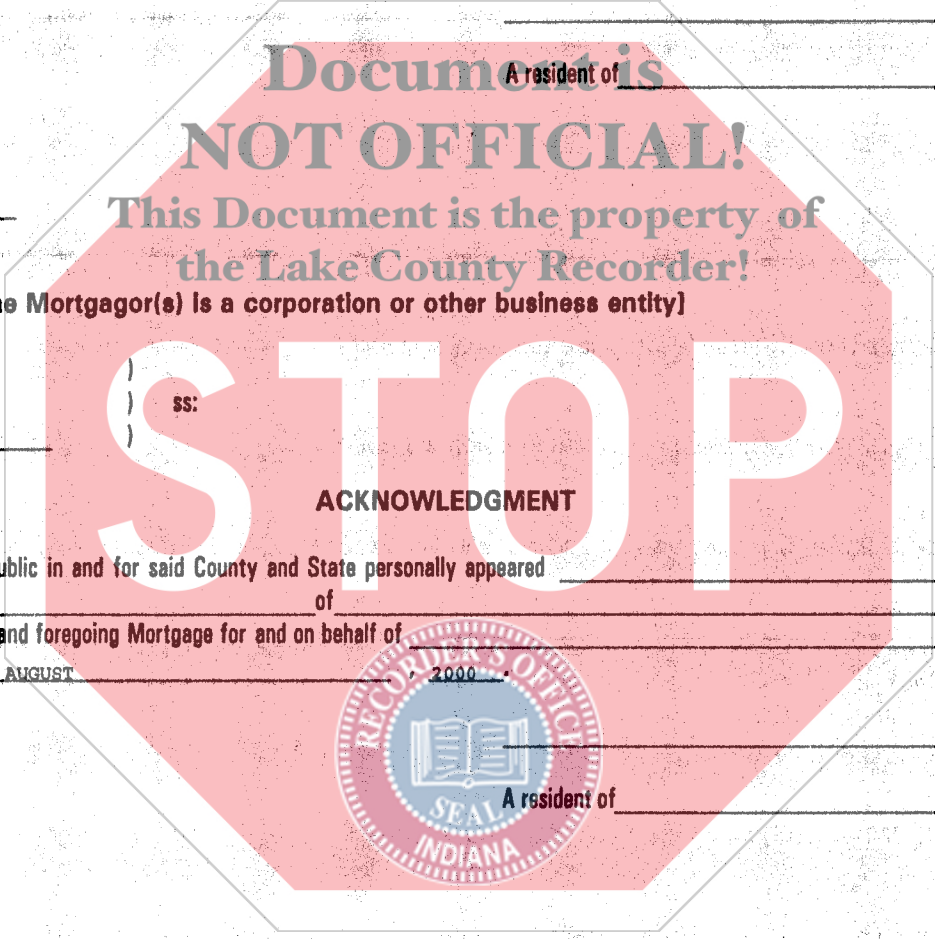 Document is
A resident of
NOT OFFICIAL!
This Document is the property of
the Lake County Recorder!
Mortgagor(s) is a corporation or other business entity]
)
) ss:
)
STOP
ACKNOWLEDGMENT
in and for said County and State personally appeared
of
and foregoing Mortgage for and on behalf of
AUGUST , 2000 .
RECORDER'S OFFICE
SEAL
A resident of
INDIANA